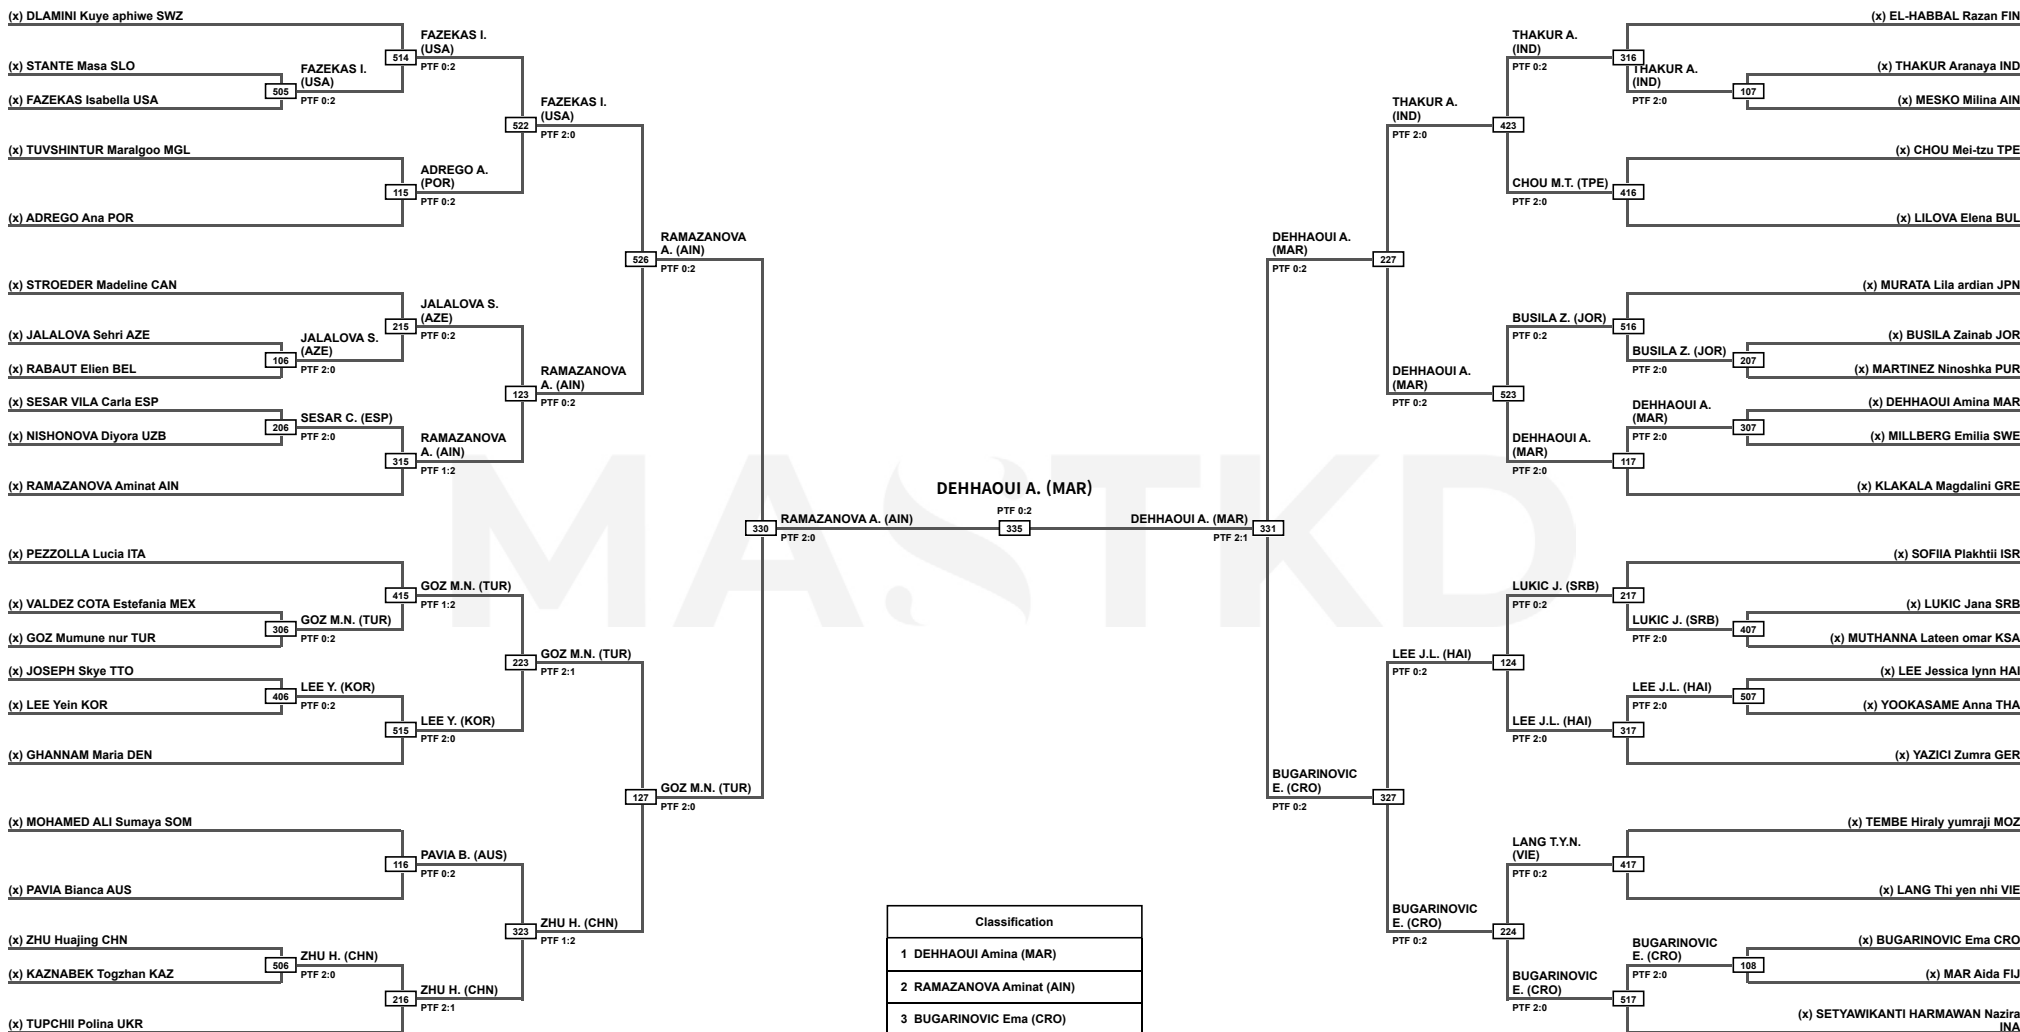 (x) DLAMINI Kuye aphiwe SWZ
(x) STANTE Masa SLO
(x) FAZEKAS Isabella USA
(x) TUVSHINTUR Maralgoo MGL
(x) ADREGO Ana POR
(x) STROEDER Madeline CAN
(x) JALALOVA Sehri AZE
(x) RABAUT Elien BEL
(x) SESAR VILA Carla ESP
(x) NISHONOVA Diyora UZB
(x) RAMAZANOVA Aminat AIN
(x) PEZZOLLA Lucia ITA
(x) VALDEZ COTA Estefania MEX
(x) GOZ Mumune nur TUR
(x) JOSEPH Skye TTO
(x) LEE Yein KOR
(x) GHANNAM Maria DEN
(x) MOHAMED ALI Sumaya SOM
(x) PAVIA Bianca AUS
(x) ZHU Huajing CHN
(x) KAZNABEK Togzhan KAZ
(x) TUPCHII Polina UKR
505
FAZEKAS I.
(USA)
PTF 0:2
106
JALALOVA S.
(AZE)
PTF 2:0
206
SESAR C. (ESP)
PTF 2:0
306
GOZ M.N. (TUR)
PTF 0:2
406
LEE Y. (KOR)
PTF 0:2
506
ZHU H. (CHN)
PTF 2:0
514
FAZEKAS I.
(USA)
PTF 0:2
115
ADREGO A.
(POR)
PTF 0:2
215
JALALOVA S.
(AZE)
PTF 0:2
315
RAMAZANOVA
A. (AIN)
PTF 1:2
415
GOZ M.N. (TUR)
PTF 1:2
515
LEE Y. (KOR)
PTF 2:0
116
PAVIA B. (AUS)
PTF 0:2
216
ZHU H. (CHN)
PTF 2:1
522
FAZEKAS I.
(USA)
PTF 2:0
123
RAMAZANOVA
A. (AIN)
PTF 0:2
223
GOZ M.N. (TUR)
PTF 2:1
323
ZHU H. (CHN)
PTF 1:2
526
RAMAZANOVA
A. (AIN)
PTF 0:2
127
GOZ M.N. (TUR)
PTF 2:0
330
RAMAZANOVA A. (AIN)
PTF 2:0
MASTKD
DEHHAOUI A. (MAR)
PTF 0:2
335
DEHHAOUI A. (MAR)
PTF 2:1
331
DEHHAOUI A.
(MAR)
PTF 0:2
227
BUGARINOVIC
E. (CRO)
PTF 0:2
327
THAKUR A.
(IND)
PTF 2:0
423
DEHHAOUI A.
(MAR)
PTF 0:2
523
LEE J.L. (HAI)
PTF 0:2
124
BUGARINOVIC
E. (CRO)
PTF 0:2
224
THAKUR A.
(IND)
PTF 0:2
316
CHOU M.T. (TPE)
PTF 2:0
416
BUSILA Z. (JOR)
PTF 0:2
516
DEHHAOUI A.
(MAR)
PTF 2:0
117
LUKIC J. (SRB)
PTF 0:2
217
LEE J.L. (HAI)
PTF 2:0
317
LANG T.Y.N.
(VIE)
PTF 0:2
417
BUGARINOVIC
E. (CRO)
PTF 2:0
517
THAKUR A.
(IND)
PTF 2:0
107
BUSILA Z. (JOR)
PTF 2:0
207
DEHHAOUI A.
(MAR)
PTF 2:0
307
LUKIC J. (SRB)
PTF 2:0
407
LEE J.L. (HAI)
PTF 2:0
507
BUGARINOVIC
E. (CRO)
PTF 2:0
108
(x) EL-HABBAL Razan FIN
(x) THAKUR Aranaya IND
(x) MESKO Milina AIN
(x) CHOU Mei-tzu TPE
(x) LILOVA Elena BUL
(x) MURATA Lila ardian JPN
(x) BUSILA Zainab JOR
(x) MARTINEZ Ninoshka PUR
(x) DEHHAOUI Amina MAR
(x) MILLBERG Emilia SWE
(x) KLAKALA Magdalini GRE
(x) SOFIIA Plakhtii ISR
(x) LUKIC Jana SRB
(x) MUTHANNA Lateen omar KSA
(x) LEE Jessica lynn HAI
(x) YOOKASAME Anna THA
(x) YAZICI Zumra GER
(x) TEMBE Hiraly yumraji MOZ
(x) LANG Thi yen nhi VIE
(x) BUGARINOVIC Ema CRO
(x) MAR Aida FIJ
(x) SETYAWIKANTI HARMAWAN Nazira
INA
Classification
1 DEHHAOUI Amina (MAR)
2 RAMAZANOVA Aminat (AIN)
3 BUGARINOVIC Ema (CRO)